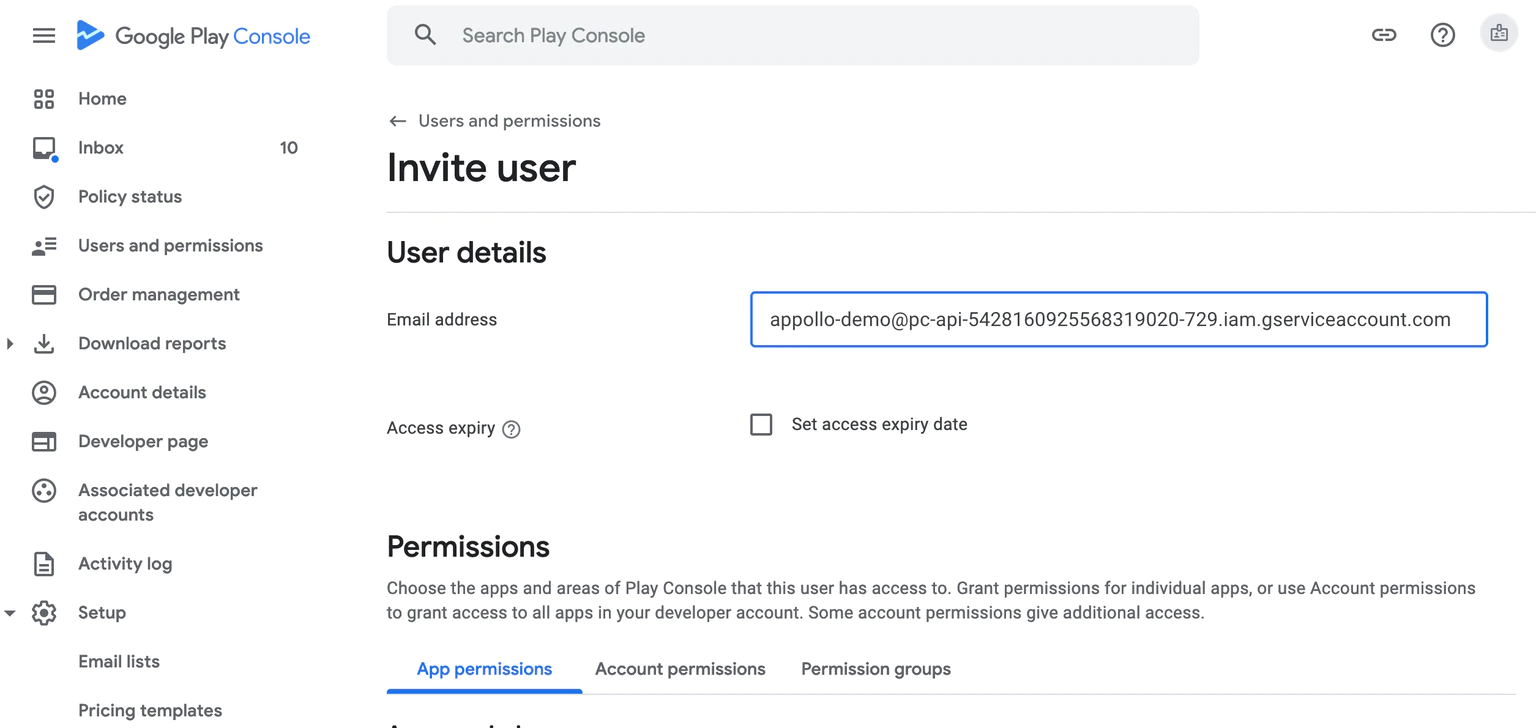 Google Play Console
Search Play Console
Home
Inbox 10
Policy status
Users and permissions
Order management
Download reports
Account details
Developer page
Associated developer
accounts
Activity log
Setup
Email lists
Pricing templates
Users and permissions
Invite user
User details
Email address
appollo-demo@pc-api-5428160925568319020-729.iam.gserviceaccount.com
Access expiry
Set access expiry date
Permissions
Choose the apps and areas of Play Console that this user has access to. Grant permissions for individual apps, or use Account permissions
to grant access to all apps in your developer account. Some account permissions give additional access.
App permissions Account permissions Permission groups